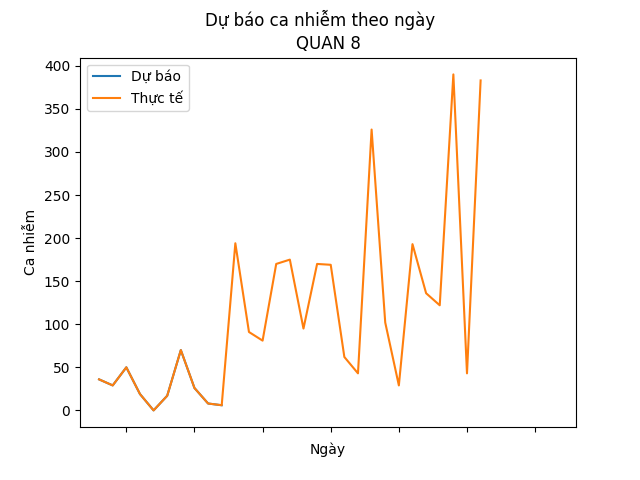 Dự báo ca nhiễm theo ngày
QUAN 8
Dự báo
Thực tế
400
350
300
250
200
150
100
50
0
Ca nhiễm
Ngày